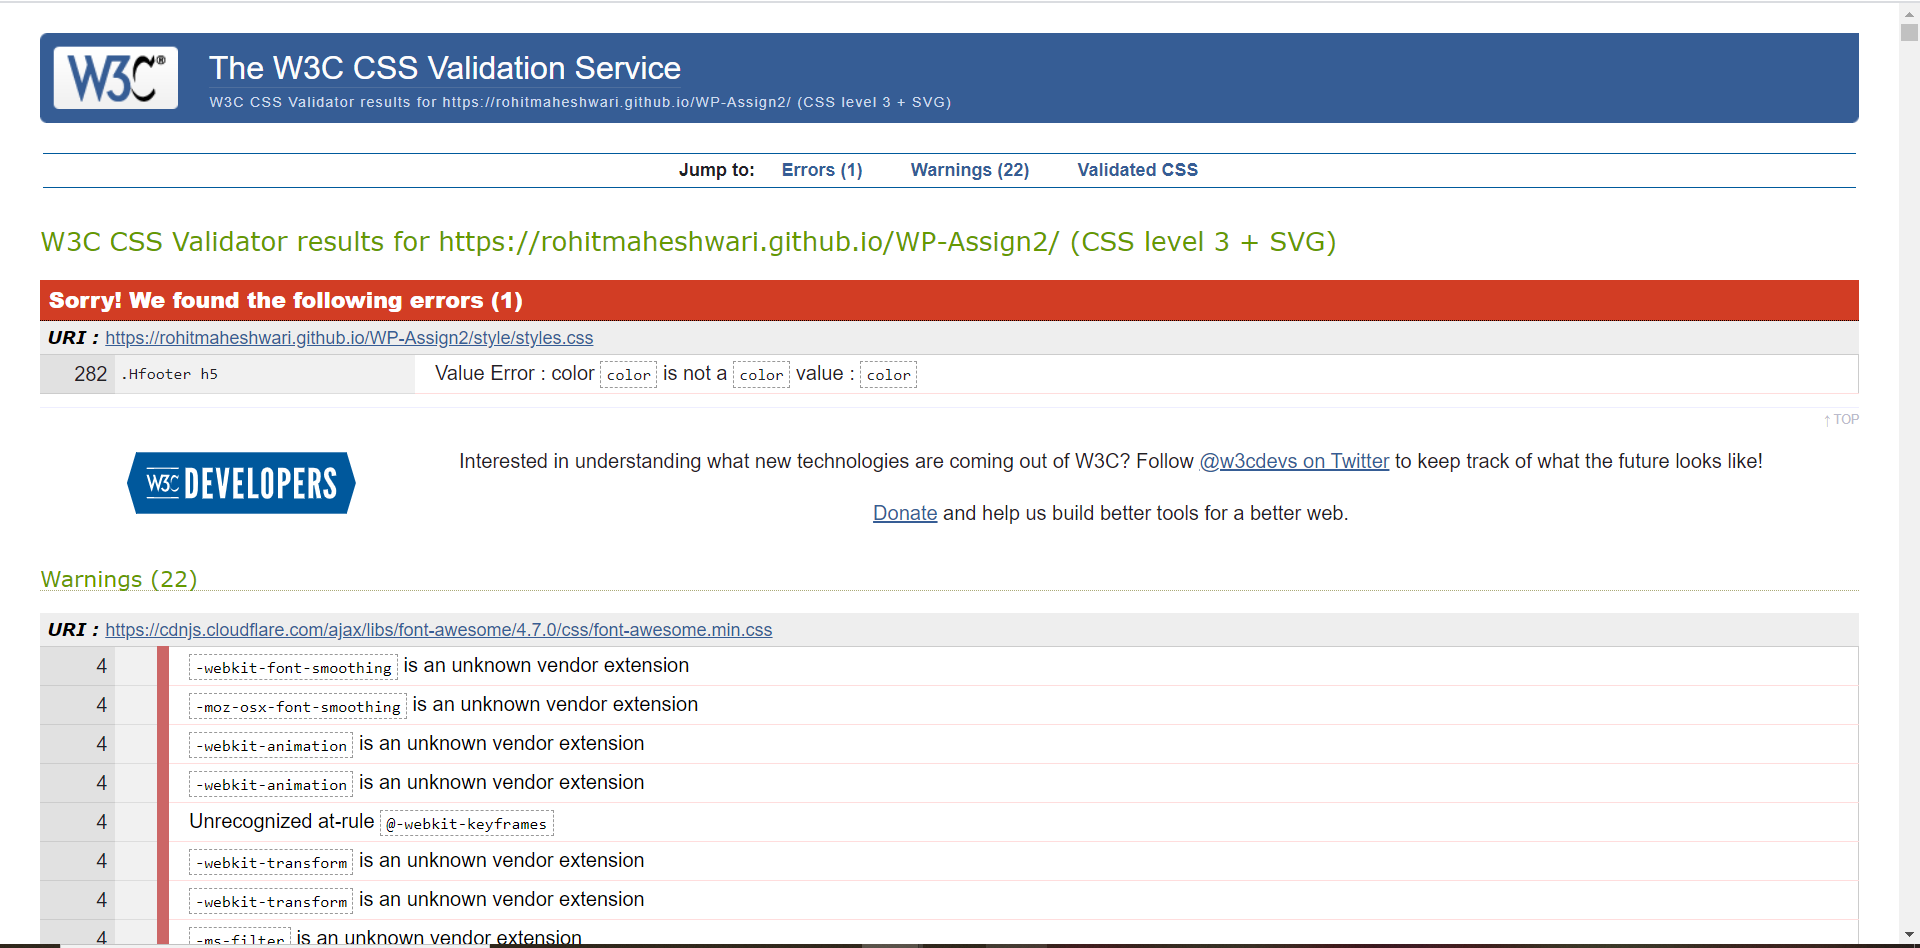 W3C®
The W3C CSS Validation Service
W3C CSS Validator results for https://rohitmaheshwari.github.io/WP-Assign2/ (CSS level 3 + SVG)
Jump to: Errors (1) Warnings (22) Validated CSS
W3C CSS Validator results for https://rohitmaheshwari.github.io/WP-Assign2/ (CSS level 3 + SVG)
Sorry! We found the following errors (1)
URI : https://rohitmaheshwari.github.io/WP-Assign2/style/styles.css
282 .Hfooter h5 Value Error : color color is not a color value : color
↑ TOP
W3C DEVELOPERS
Interested in understanding what new technologies are coming out of W3C? Follow @w3cdevs on Twitter to keep track of what the future looks like!
Donate and help us build better tools for a better web.
Warnings (22)
URI : https://cdnjs.cloudflare.com/ajax/libs/font-awesome/4.7.0/css/font-awesome.min.css
4 -webkit-font-smoothing is an unknown vendor extension
4 -moz-osx-font-smoothing is an unknown vendor extension
4 -webkit-animation is an unknown vendor extension
4 -webkit-animation is an unknown vendor extension
4 Unrecognized at-rule @-webkit-keyframes
4 -webkit-transform is an unknown vendor extension
4 -webkit-transform is an unknown vendor extension
4 -ms-filter is an unknown vendor extension